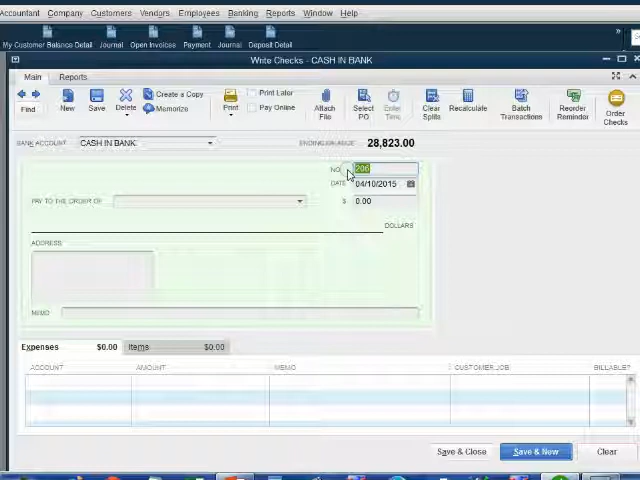 Accountant Company Customers Vendors Employees Banking Reports Window Help
My Customer Balance Detail Journal Open Invoices Payment Journal Deposit Detail
Write Checks - CASH IN BANK
Main Reports
Find New Save Delete Create a Copy Memorize Print Print Later Pay Online Attach File Select PO Enter Time Clear Splits Recalculate Batch Transactions Reorder Reminder Order Checks
BANK ACCOUNT CASH IN BANK ENDING BALANCE 28,823.00
NO. 206
DATE 04/10/2015
PAY TO THE ORDER OF $ 0.00
DOLLARS
ADDRESS
MEMO
Expenses $0.00 Items $0.00
ACCOUNT AMOUNT MEMO CUSTOMER:JOB BILLABLE?
Save & Close Save & New Clear